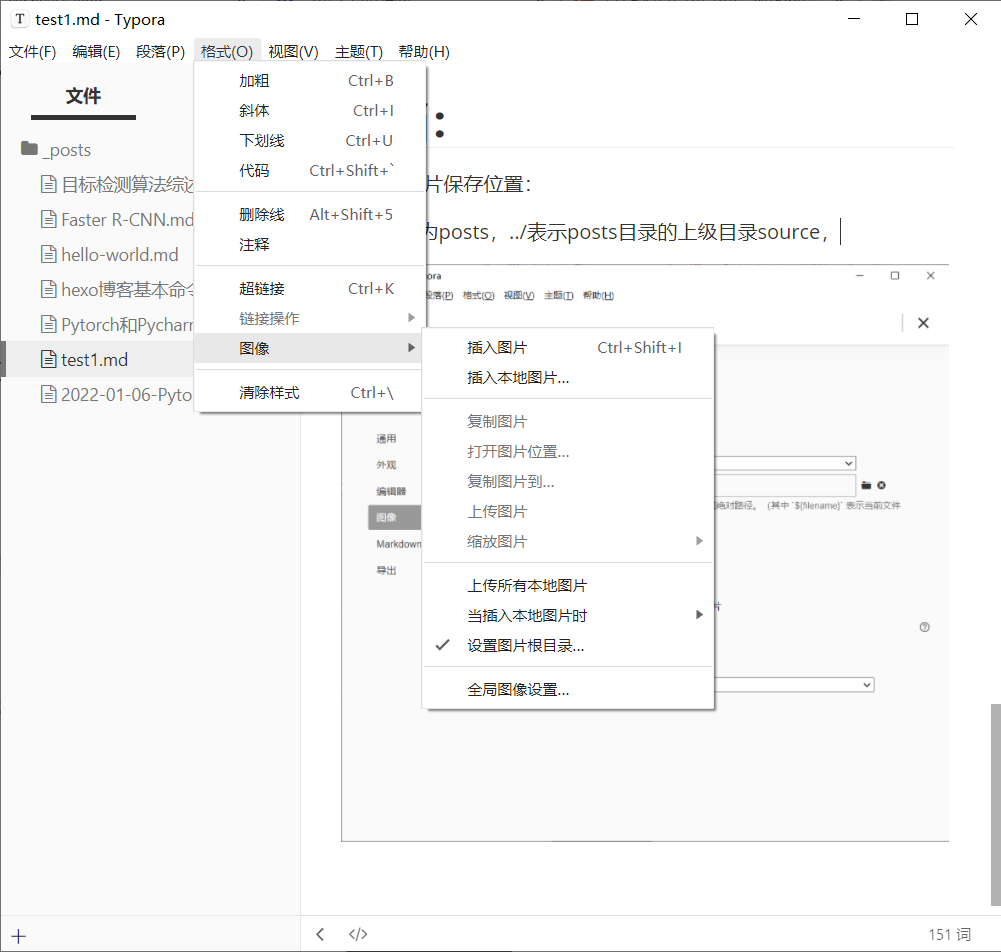 T test1.md - Typora
文件(F) 编辑(E) 段落(P) 格式(O) 视图(V) 主题(T) 帮助(H)
文件
_posts
目标检测算法综
Faster R-CNN.md
hello-world.md
hexo博客基本命令
Pytorch和Pychar
test1.md
2022-01-06-Pyto
加粗 Ctrl+B
斜体 Ctrl+I
下划线 Ctrl+U
代码 Ctrl+Shift+`
删除线 Alt+Shift+5
注释
超链接 Ctrl+K
链接操作
图像
清除样式 Ctrl+\
:
片保存位置：
为posts，../表示posts目录的上级目录source，
ora
段落(P) 格式(O) 视图(V) 主题(T) 帮助(H)
通用
外观
编辑器
图像
Markdown
导出
绝对路径。 (其中 `${filename}` 表示当前文件
片
插入图片 Ctrl+Shift+I
插入本地图片...
复制图片
打开图片位置...
复制图片到...
上传图片
缩放图片
上传所有本地图片
当插入本地图片时
设置图片根目录...
全局图像设置...
</> 151 词